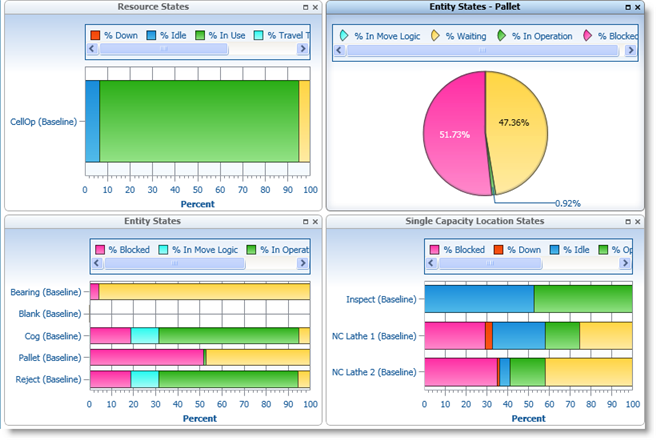 Resource States
% Down % Idle % In Use % Travel T
CellOp (Baseline)
0 10 20 30 40 50 60 70 80 90 100
Percent
Entity States - Pallet
% In Move Logic % Waiting % In Operation % Blocked
47.36%
51.73%
0.92%
Entity States
% Blocked % In Move Logic % In Operat
Bearing (Baseline)
Blank (Baseline)
Cog (Baseline)
Pallet (Baseline)
Reject (Baseline)
0 10 20 30 40 50 60 70 80 90 100
Percent
Single Capacity Location States
% Blocked % Down % Idle % Op
Inspect (Baseline)
NC Lathe 1 (Baseline)
NC Lathe 2 (Baseline)
0 10 20 30 40 50 60 70 80 90 100
Percent